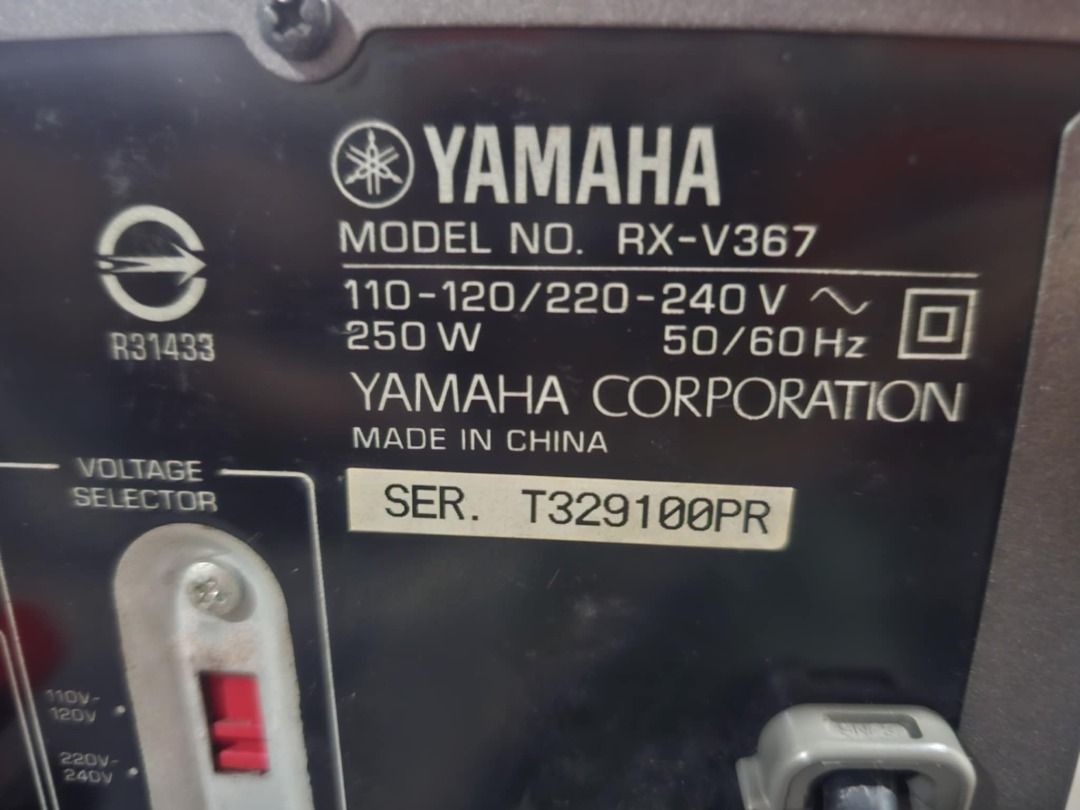 YAMAHA
MODEL NO. RX-V367
110-120/220-240 V
250 W 50/60 Hz
YAMAHA CORPORATION
MADE IN CHINA
SER. T329100PR
R31433
VOLTAGE
SELECTOR
110V-
120V
220V-
240V